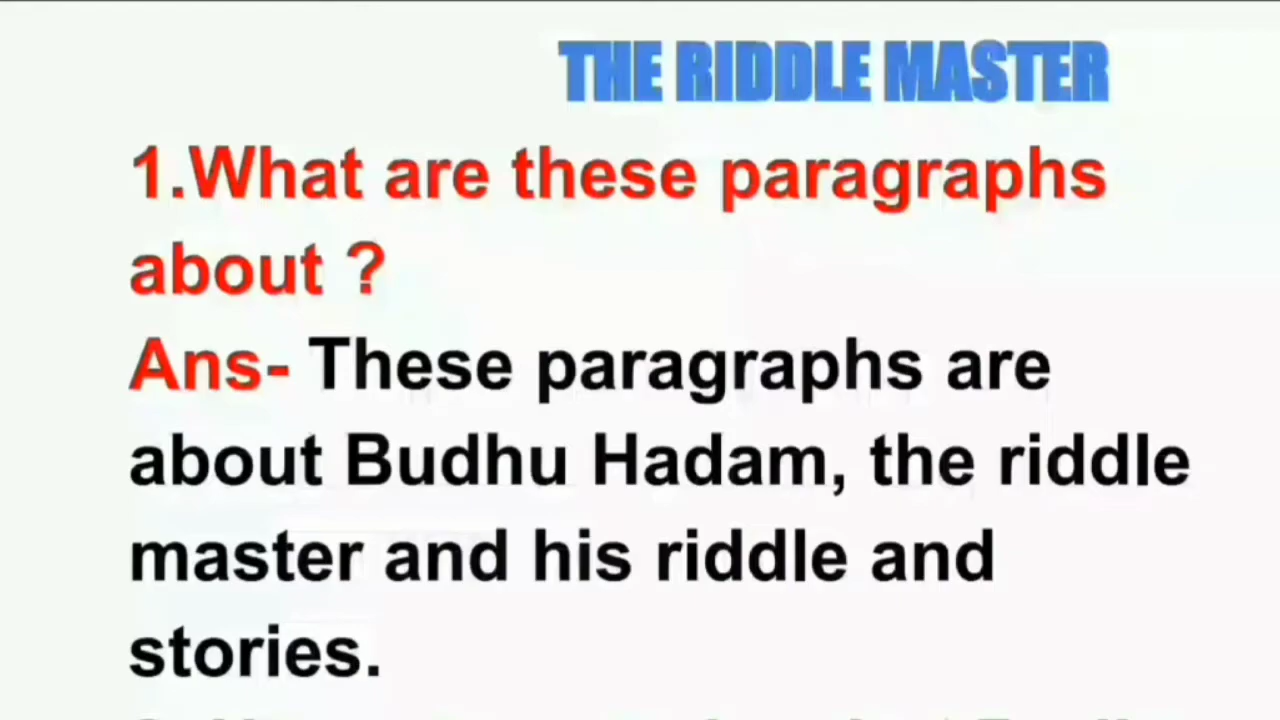 THE RIDDLE MASTER
1.What are these paragraphs
about ?
Ans- These paragraphs are
about Budhu Hadam, the riddle
master and his riddle and
stories.